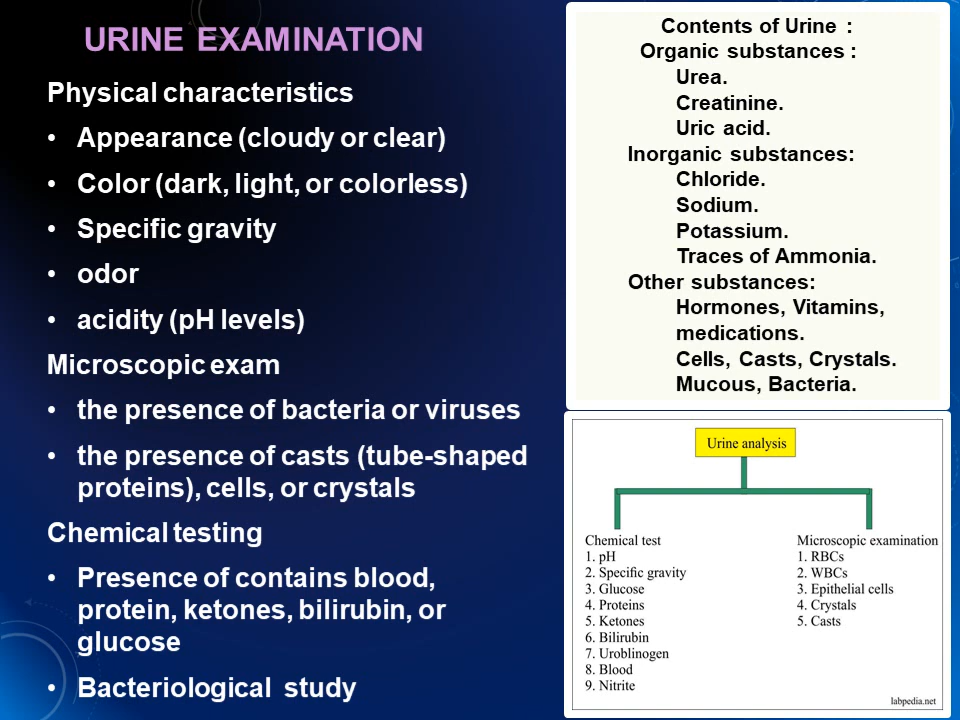 URINE EXAMINATION
Physical characteristics
• Appearance (cloudy or clear)
• Color (dark, light, or colorless)
• Specific gravity
• odor
• acidity (pH levels)
Microscopic exam
• the presence of bacteria or viruses
• the presence of casts (tube-shaped
proteins), cells, or crystals
Chemical testing
• Presence of contains blood,
protein, ketones, bilirubin, or
glucose
• Bacteriological study
Contents of Urine :
Organic substances :
Urea.
Creatinine.
Uric acid.
Inorganic substances:
Chloride.
Sodium.
Potassium.
Traces of Ammonia.
Other substances:
Hormones, Vitamins,
medications.
Cells, Casts, Crystals.
Mucous, Bacteria.
Urine analysis
Chemical test
1. pH
2. Specific gravity
3. Glucose
4. Proteins
5. Ketones
6. Bilirubin
7. Uroblinogen
8. Blood
9. Nitrite
Microscopic examination
1. RBCs
2. WBCs
3. Epithelial cells
4. Crystals
5. Casts
labpedia.net